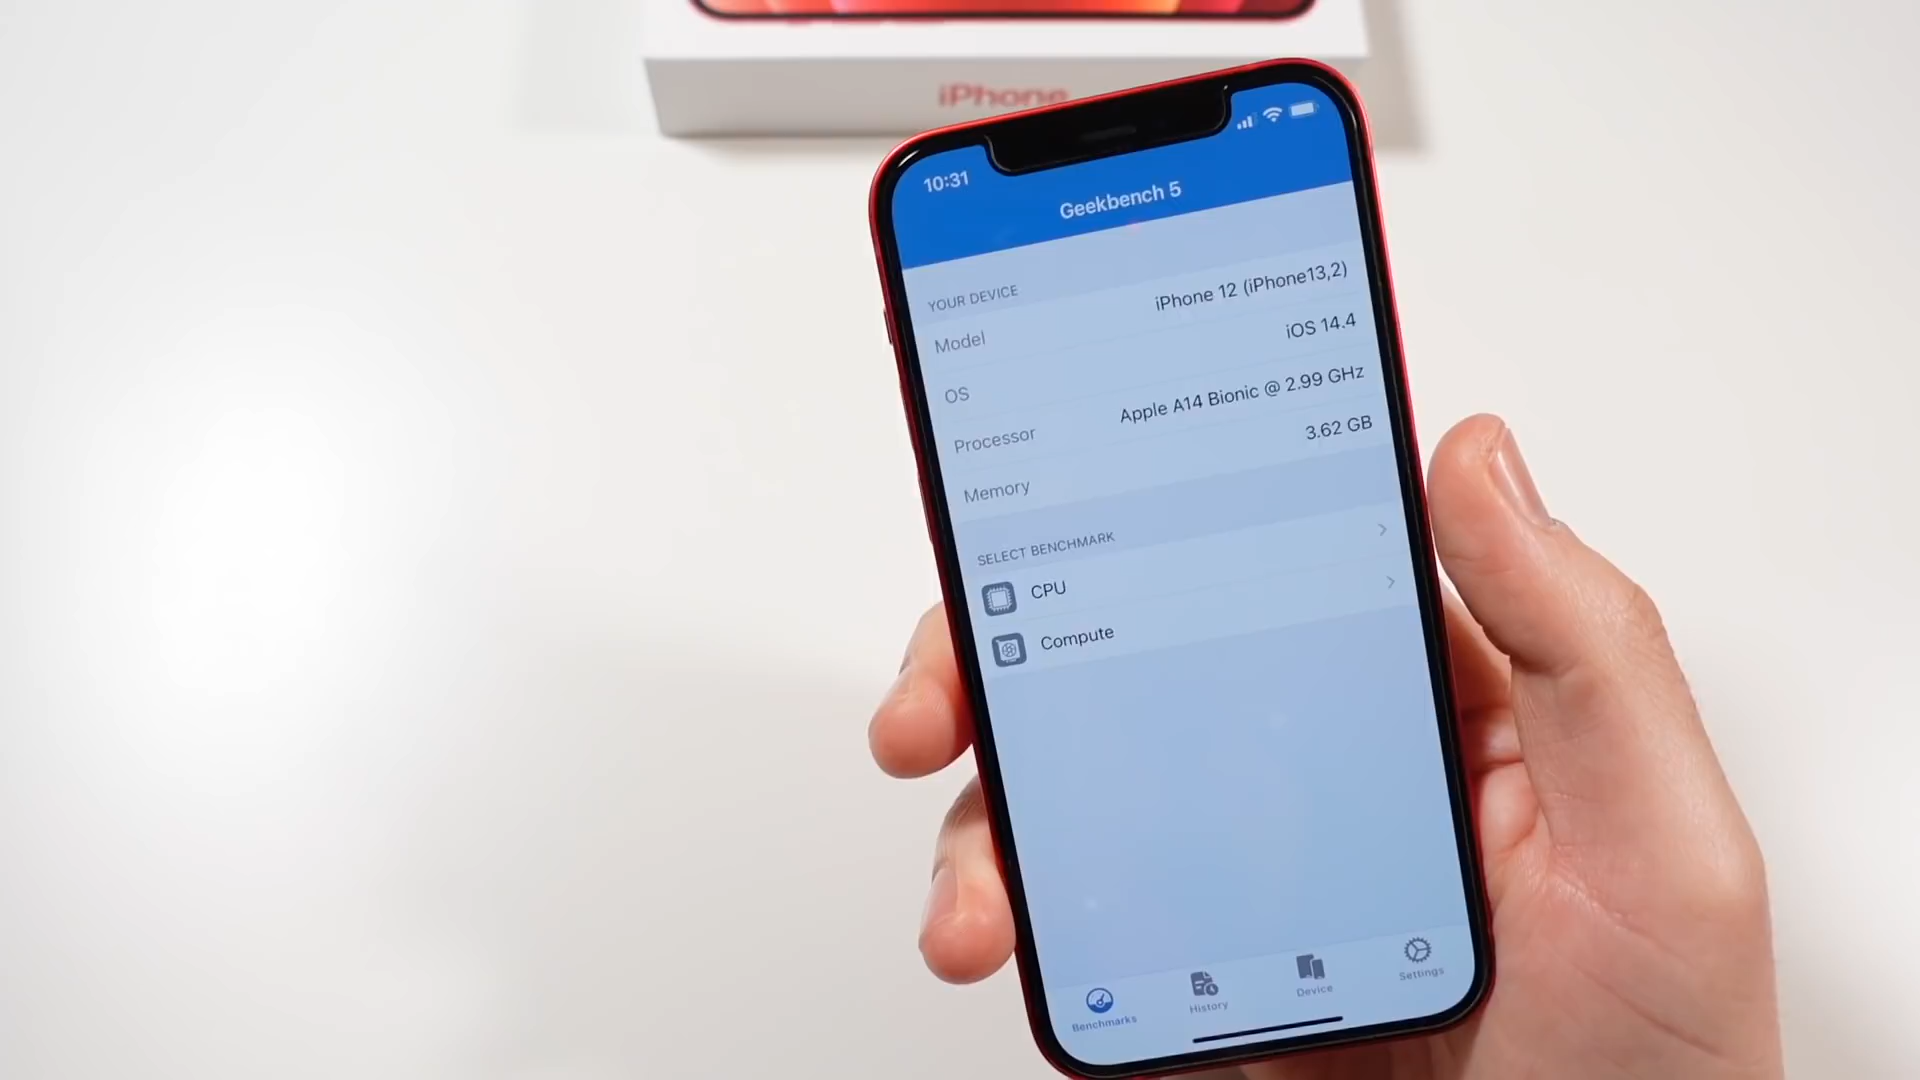 iPhone
10:31
Geekbench 5
YOUR DEVICE
Model iPhone 12 (iPhone13,2)
OS iOS 14.4
Processor Apple A14 Bionic @ 2.99 GHz
Memory 3.62 GB
SELECT BENCHMARK
CPU
Compute
Benchmarks History Device Settings